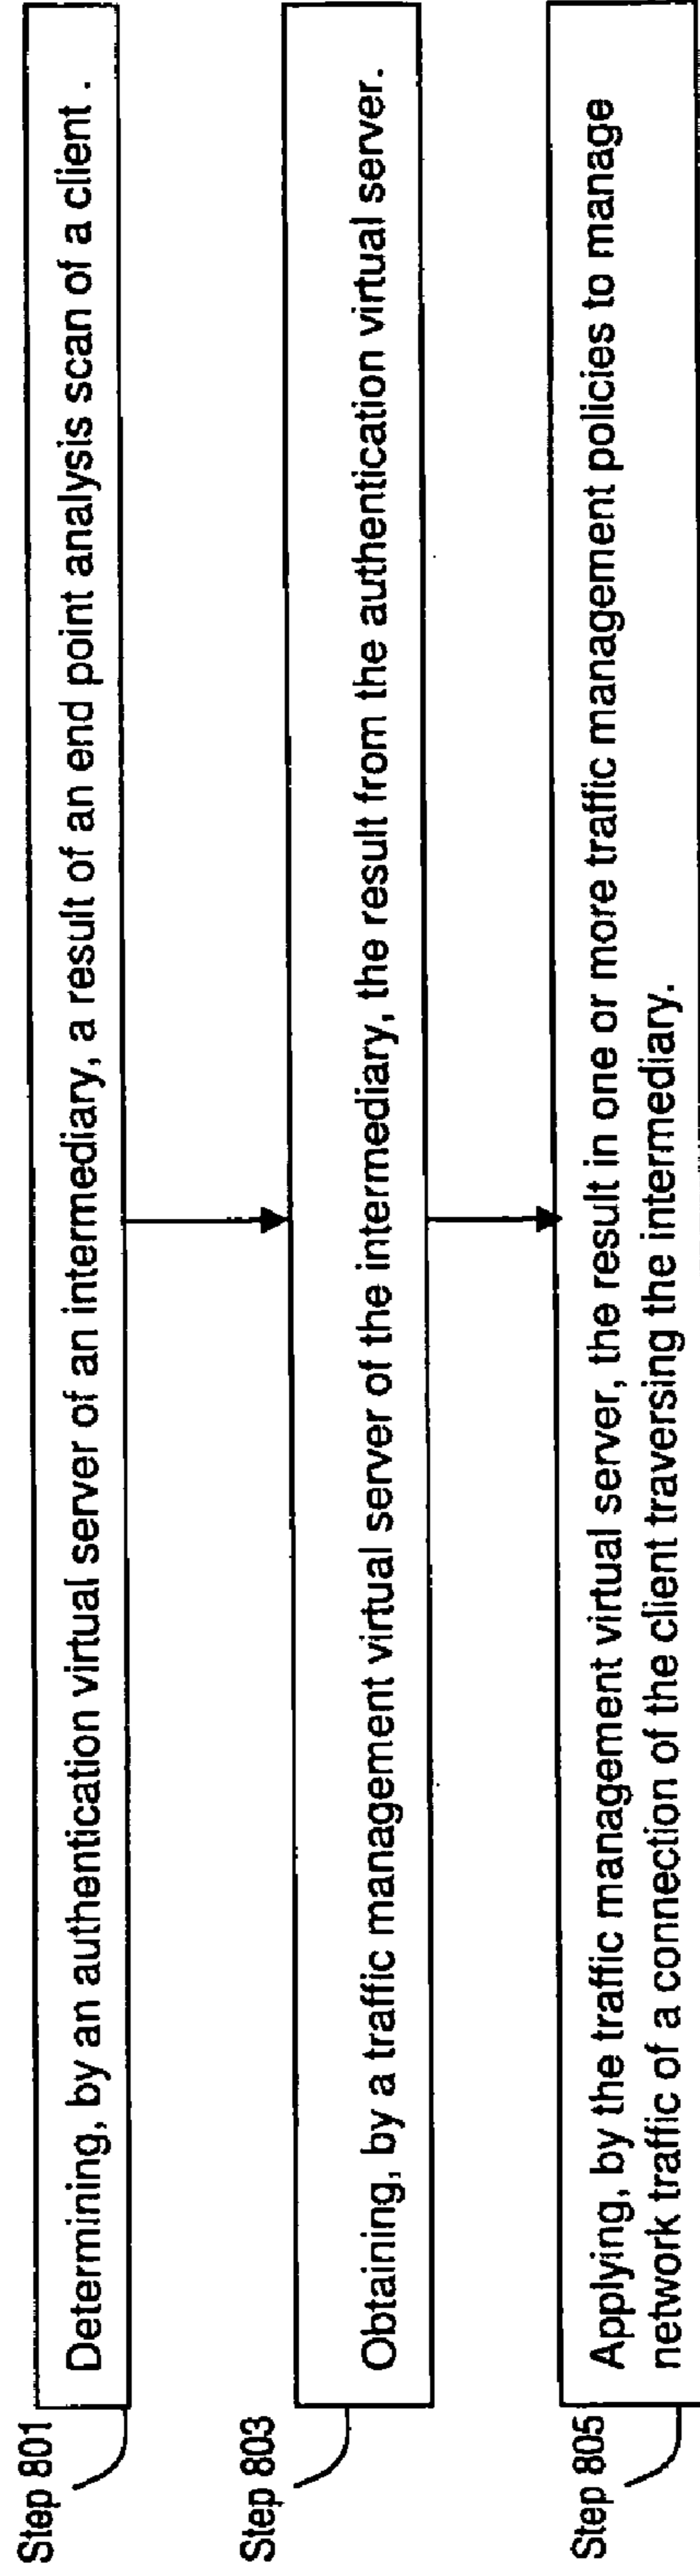 Step 801
Determining, by an authentication virtual server of an intermediary, a result of an end point analysis scan of a client .
Step 803
Obtaining, by a traffic management virtual server of the intermediary, the result from the authentication virtual server.
Step 805
Applying, by the traffic management virtual server, the result in one or more traffic management policies to manage
network traffic of a connection of the client traversing the intermediary.